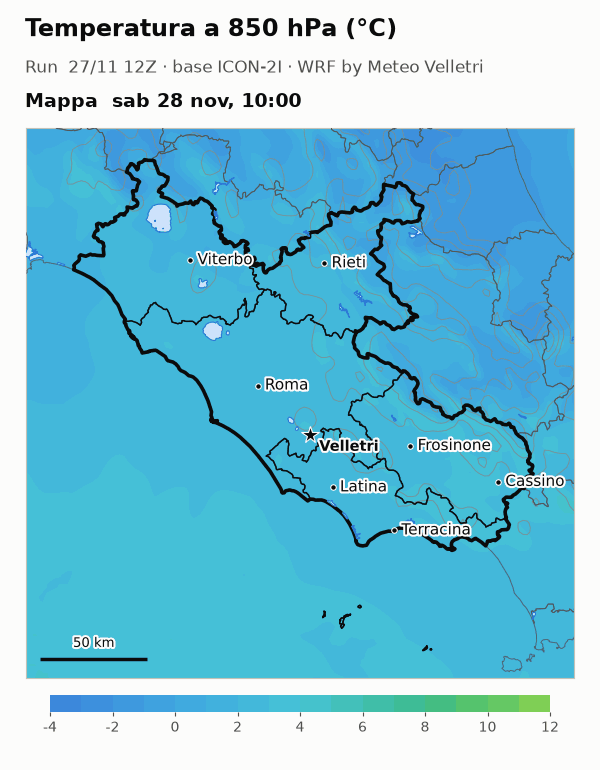 Temperatura a 850 hPa (°C)
Run  27/11 12Z · base ICON-2I · WRF by Meteo Velletri
Mappa  sab 28 nov, 10:00
Viterbo
Rieti
Roma
Velletri
Frosinone
Latina
Cassino
Terracina
50 km
-4 -2 0 2 4 6 8 10 12